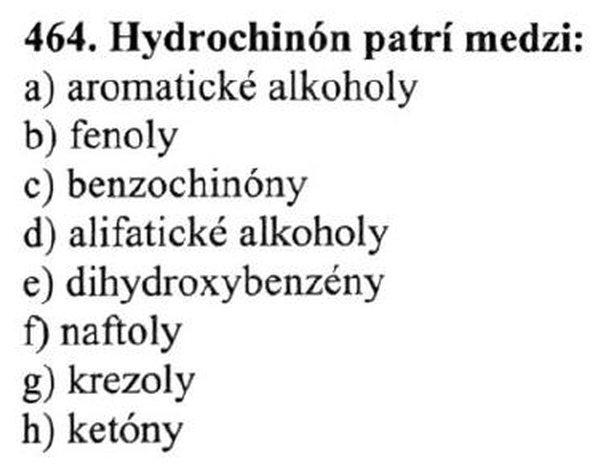 464. Hydrochinón patrí medzi:
a) aromatické alkoholy
b) fenoly
c) benzochinóny
d) alifatické alkoholy
e) dihydroxybenzény
f) naftoly
g) krezoly
h) ketóny